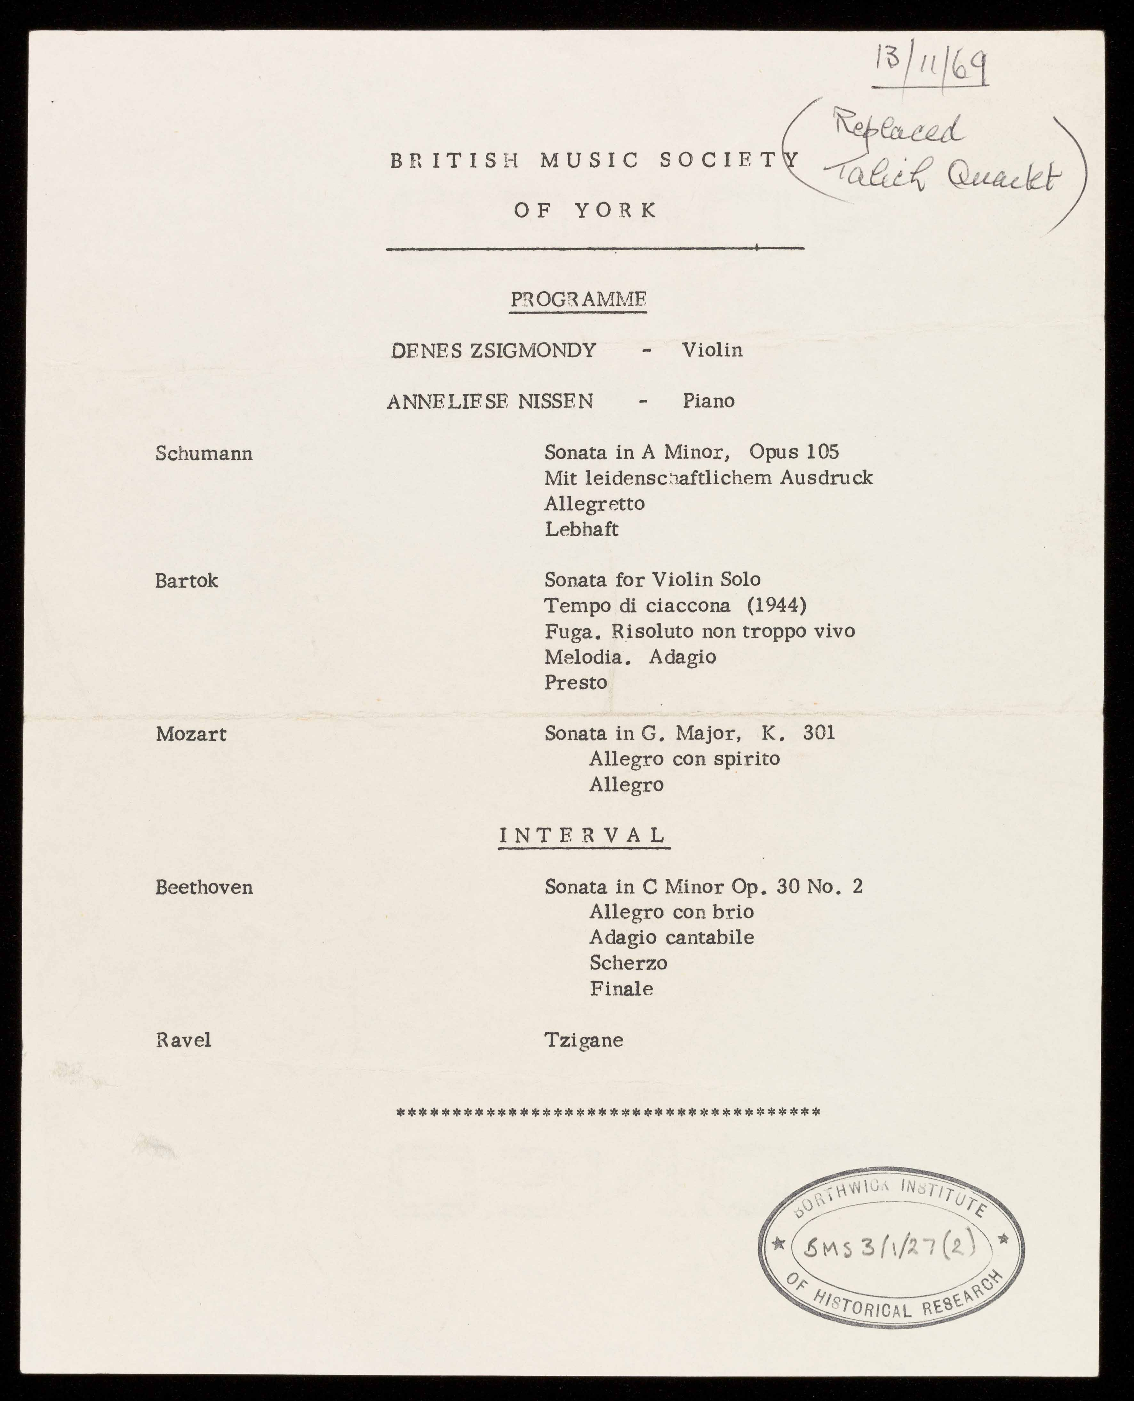 13/11/69
(Replaced
Talich Quartet)
BRITISH MUSIC SOCIETY
OF YORK
PROGRAMME
DENES ZSIGMONDY - Violin
ANNELIESE NISSEN - Piano
Schumann Sonata in A Minor, Opus 105
Mit leidenschaftlichem Ausdruck
Allegretto
Lebhaft
Bartok Sonata for Violin Solo
Tempo di ciaccona (1944)
Fuga. Risoluto non troppo vivo
Melodia. Adagio
Presto
Mozart Sonata in G. Major, K. 301
Allegro con spirito
Allegro
INTERVAL
Beethoven Sonata in C Minor Op. 30 No. 2
Allegro con brio
Adagio cantabile
Scherzo
Finale
Ravel Tzigane
**************************************
BORTHWICK INSTITUTE
* BMS 3/1/27 (2) *
OF HISTORICAL RESEARCH